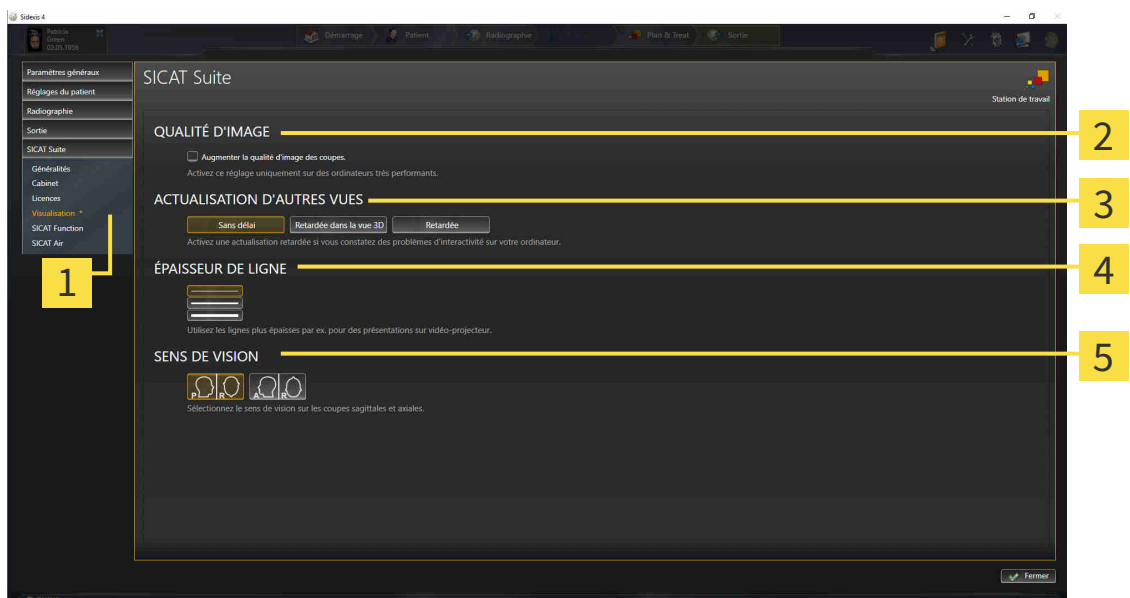 Sidexis 4
Patricia
Green
03.05.1956
Démarrage
Patient
Radiographie
Plan & Treat
Sortie
Paramètres généraux
Réglages du patient
Radiographie
Sortie
SICAT Suite
Généralités
Cabinet
Licences
Visualisation *
SICAT Function
SICAT Air
1
SICAT Suite
Station de travail
QUALITÉ D'IMAGE
2
Augmenter la qualité d'image des coupes.
Activez ce réglage uniquement sur des ordinateurs très performants.
ACTUALISATION D'AUTRES VUES
3
Sans délai
Retardée dans la vue 3D
Retardée
Activez une actualisation retardée si vous constatez des problèmes d'interactivité sur votre ordinateur.
ÉPAISSEUR DE LIGNE
4
Utilisez les lignes plus épaisses par ex. pour des présentations sur vidéo-projecteur.
SENS DE VISION
5
P R
A R
Sélectionnez le sens de vision sur les coupes sagittales et axiales.
Fermer